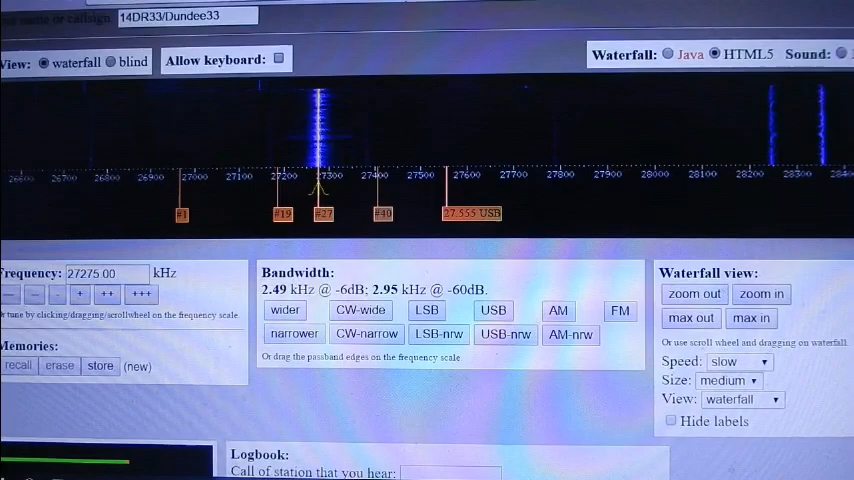 name or callsign: 14DR33/Dundee33
View: waterfall blind Allow keyboard: Waterfall: Java HTML5 Sound:
26600 26700 26800 26900 27000 27100 27200 27300 27400 27500 27600 27700 27800 27900 28000 28100 28200 28300 28400
#1 #19 #27 #40 27.555 USB
Frequency: 27275.00 kHz
--- -- - + ++ +++
Or tune by clicking/dragging/scrollwheel on the frequency scale.
Memories:
recall erase store (new)
Bandwidth:
2.49 kHz @ -6dB; 2.95 kHz @ -60dB.
wider CW-wide LSB USB AM FM
narrower CW-narrow LSB-nrw USB-nrw AM-nrw
Or drag the passband edges on the frequency scale
Waterfall view:
zoom out zoom in
max out max in
Or use scroll wheel and dragging on waterfall
Speed: slow
Size: medium
View: waterfall
Hide labels
Logbook:
Call of station that you hear: